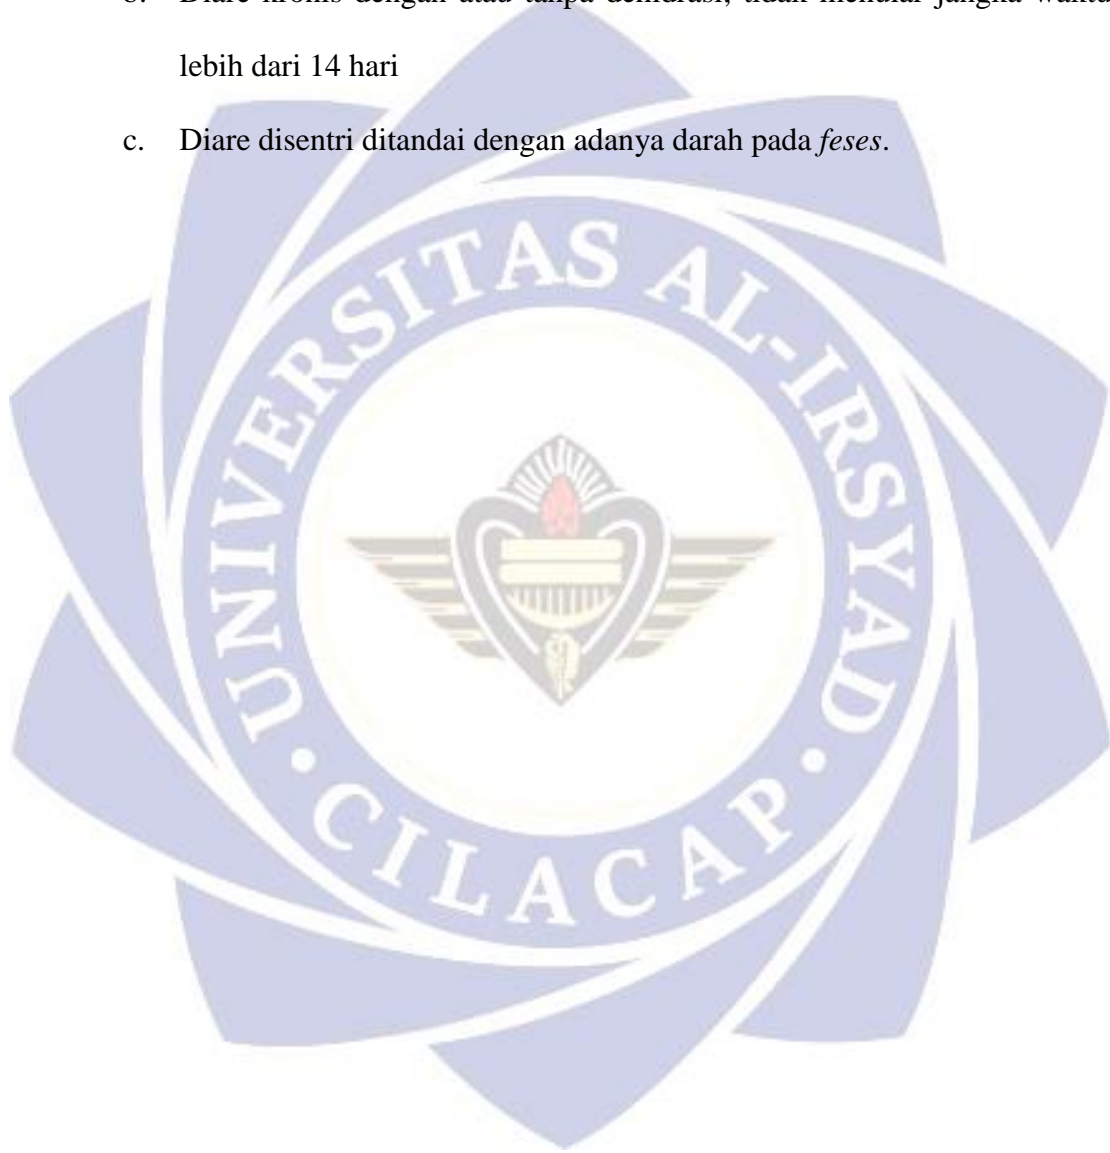 b. Diare kronis dengan atau tanpa dehidrasi, tidak menular jangka waktu
lebih dari 14 hari
c. Diare disentri ditandai dengan adanya darah pada feses.
UNIVERSITAS AL-IRSYAD
• CILACAP •